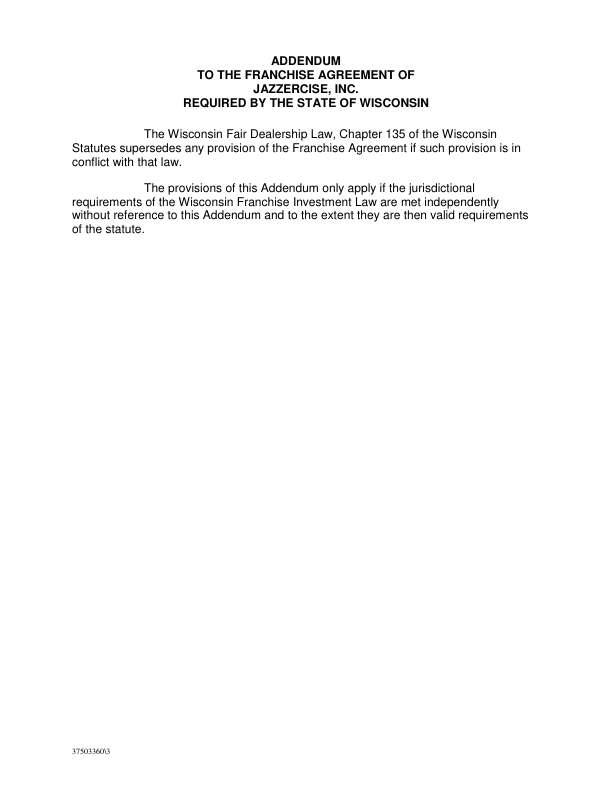 ADDENDUM
TO THE FRANCHISE AGREEMENT OF
JAZZERCISE, INC.
REQUIRED BY THE STATE OF WISCONSIN
The Wisconsin Fair Dealership Law, Chapter 135 of the Wisconsin
Statutes supersedes any provision of the Franchise Agreement if such provision is in
conflict with that law.
The provisions of this Addendum only apply if the jurisdictional
requirements of the Wisconsin Franchise Investment Law are met independently
without reference to this Addendum and to the extent they are then valid requirements
of the statute.
37503360\3